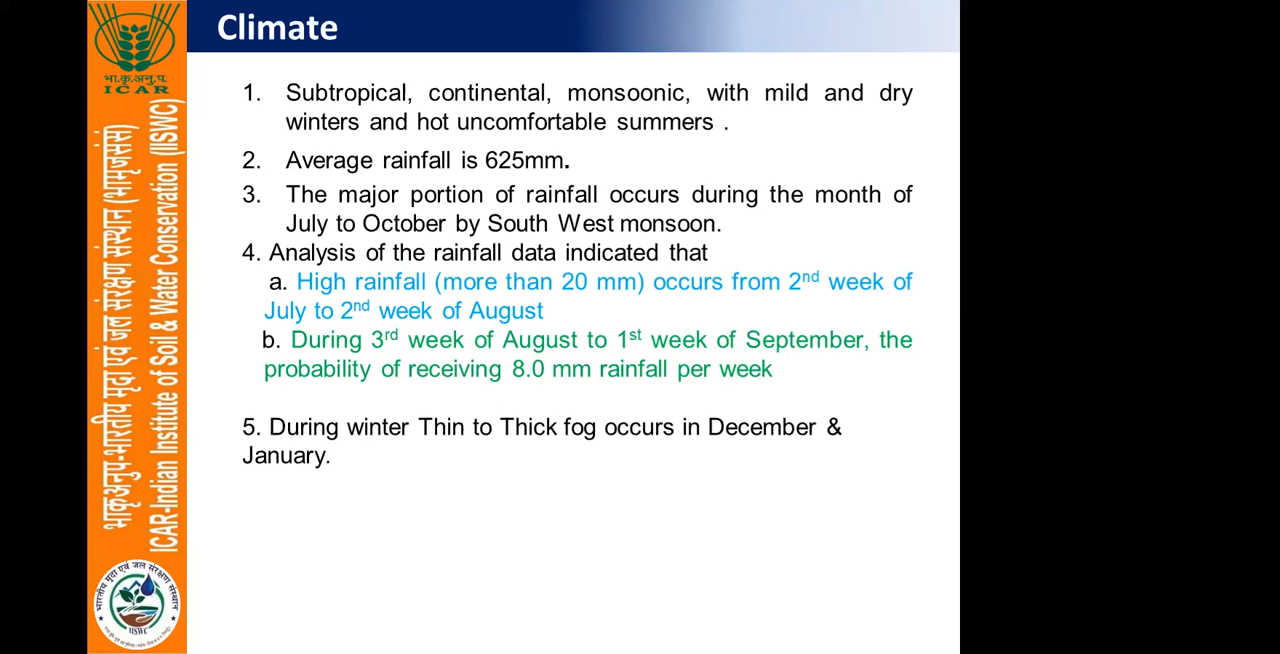 Climate
भा.कृ.अनु.प.
ICAR
1. Subtropical, continental, monsoonic, with mild and dry
winters and hot uncomfortable summers .
2. Average rainfall is 625mm.
3. The major portion of rainfall occurs during the month of
July to October by South West monsoon.
4. Analysis of the rainfall data indicated that
a. High rainfall (more than 20 mm) occurs from 2nd week of
July to 2nd week of August
b. During 3rd week of August to 1st week of September, the
probability of receiving 8.0 mm rainfall per week
5. During winter Thin to Thick fog occurs in December &
January.
भाकृअनुप-भारतीय मृदा एवं जल संरक्षण संस्थान (भामृजसंसं)
ICAR-Indian Institute of Soil & Water Conservation (IISWC)
भारतीय मृदा एवं जल संरक्षण संस्थान
IISWC